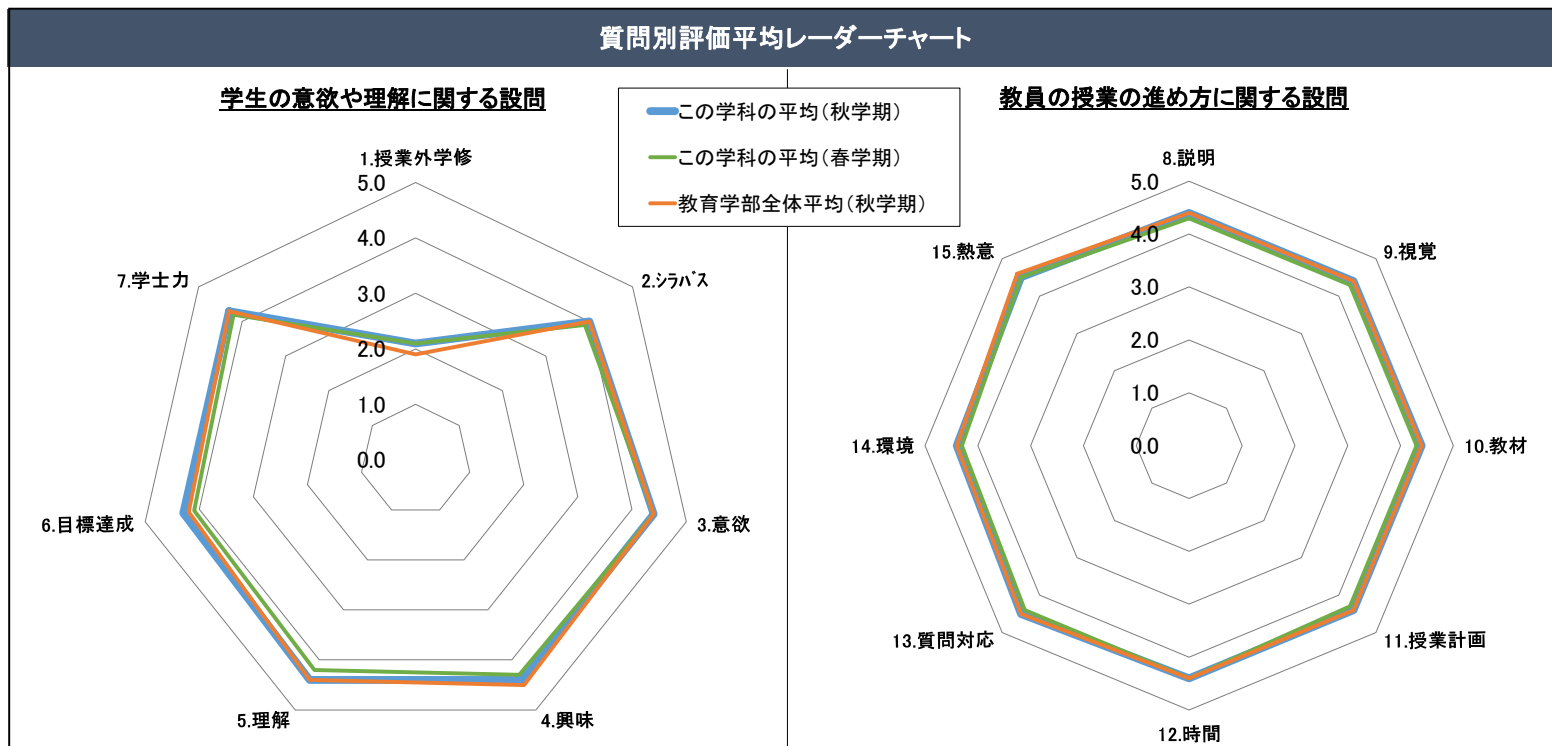 質問別評価平均レーダーチャート
学生の意欲や理解に関する設問
この学科の平均(秋学期)
この学科の平均(春学期)
教育学部全体平均(秋学期)
教員の授業の進め方に関する設問
1.授業外学修
2.シラバス
3.意欲
4.興味
5.理解
6.目標達成
7.学士力
5.0
4.0
3.0
2.0
1.0
0.0
8.説明
9.視覚
10.教材
11.授業計画
12.時間
13.質問対応
14.環境
15.熱意
5.0
4.0
3.0
2.0
1.0
0.0